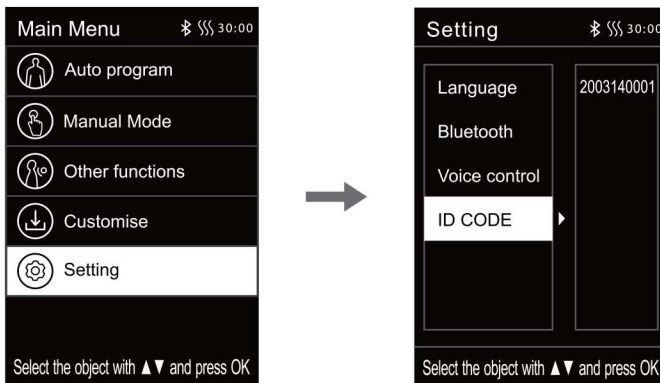 Main Menu 30:00
Auto program
Manual Mode
Other functions
Customise
Setting
Select the object with ▲▼ and press OK
Setting 30:00
Language
Bluetooth
Voice control
ID CODE
2003140001
Select the object with ▲▼ and press OK